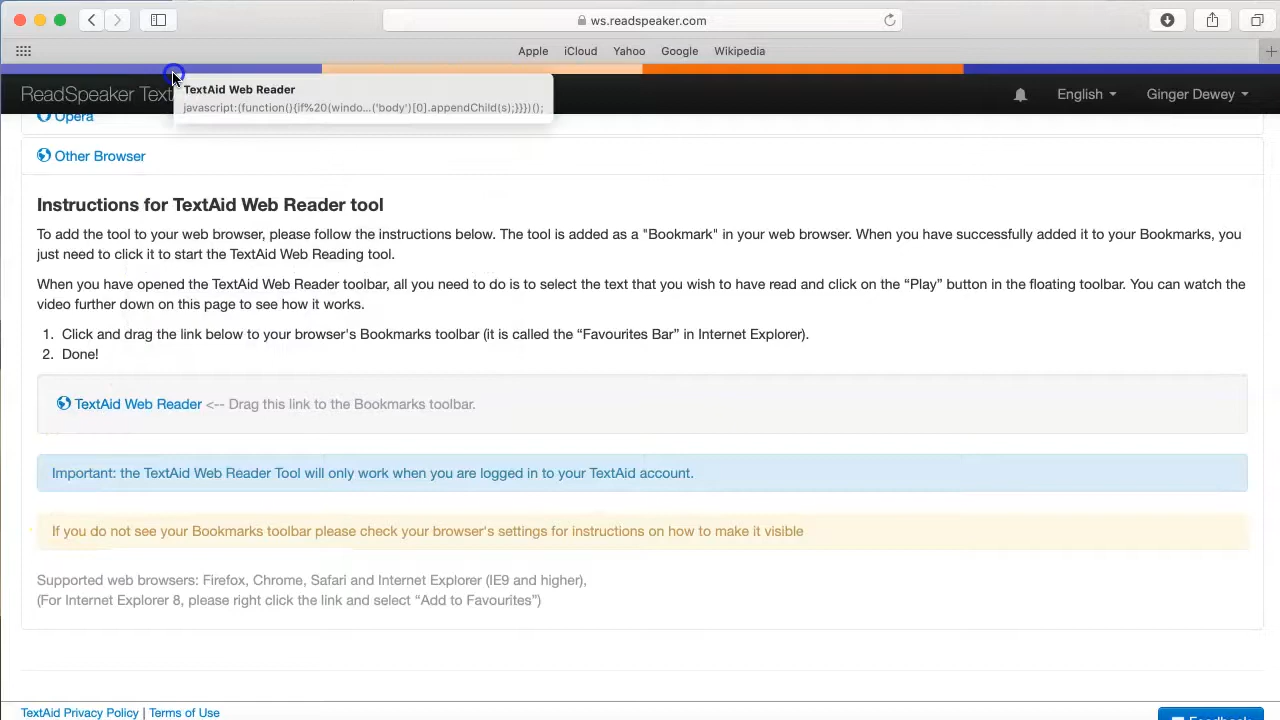 ws.readspeaker.com
Apple iCloud Yahoo Google Wikipedia
TextAid Web Reader
javascript:(function(){if%20(windo...('body')[0].appendChild(s);}}})();
ReadSpeaker Text
English
Ginger Dewey
Opera
Other Browser
Instructions for TextAid Web Reader tool
To add the tool to your web browser, please follow the instructions below. The tool is added as a "Bookmark" in your web browser. When you have successfully added it to your Bookmarks, you
just need to click it to start the TextAid Web Reading tool.
When you have opened the TextAid Web Reader toolbar, all you need to do is to select the text that you wish to have read and click on the “Play” button in the floating toolbar. You can watch the
video further down on this page to see how it works.
1. Click and drag the link below to your browser's Bookmarks toolbar (it is called the “Favourites Bar” in Internet Explorer).
2. Done!
TextAid Web Reader <-- Drag this link to the Bookmarks toolbar.
Important: the TextAid Web Reader Tool will only work when you are logged in to your TextAid account.
If you do not see your Bookmarks toolbar please check your browser's settings for instructions on how to make it visible
Supported web browsers: Firefox, Chrome, Safari and Internet Explorer (IE9 and higher),
(For Internet Explorer 8, please right click the link and select “Add to Favourites”)
TextAid Privacy Policy | Terms of Use
Feedback